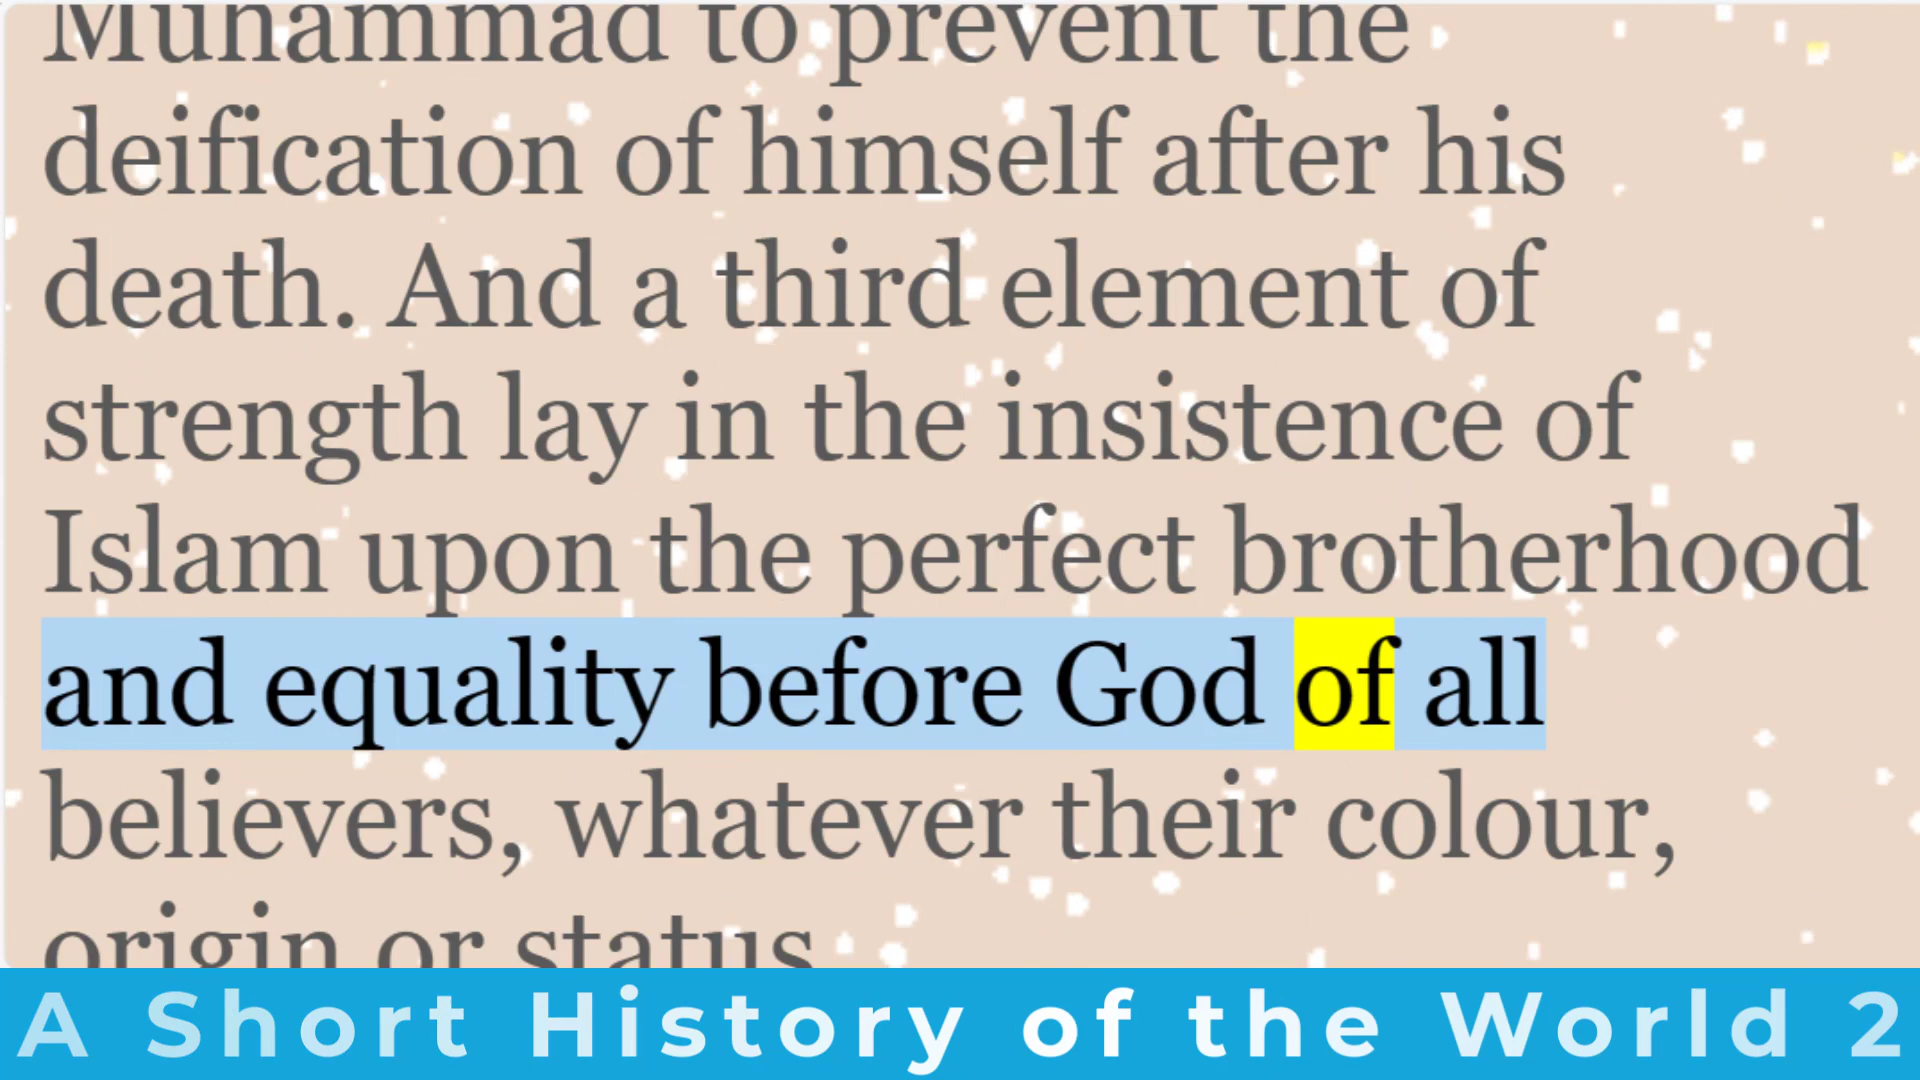 Muhammad to prevent the
deification of himself after his
death. And a third element of
strength lay in the insistence of
Islam upon the perfect brotherhood
and equality before God of all
believers, whatever their colour,
origin or status
A Short History of the World 2